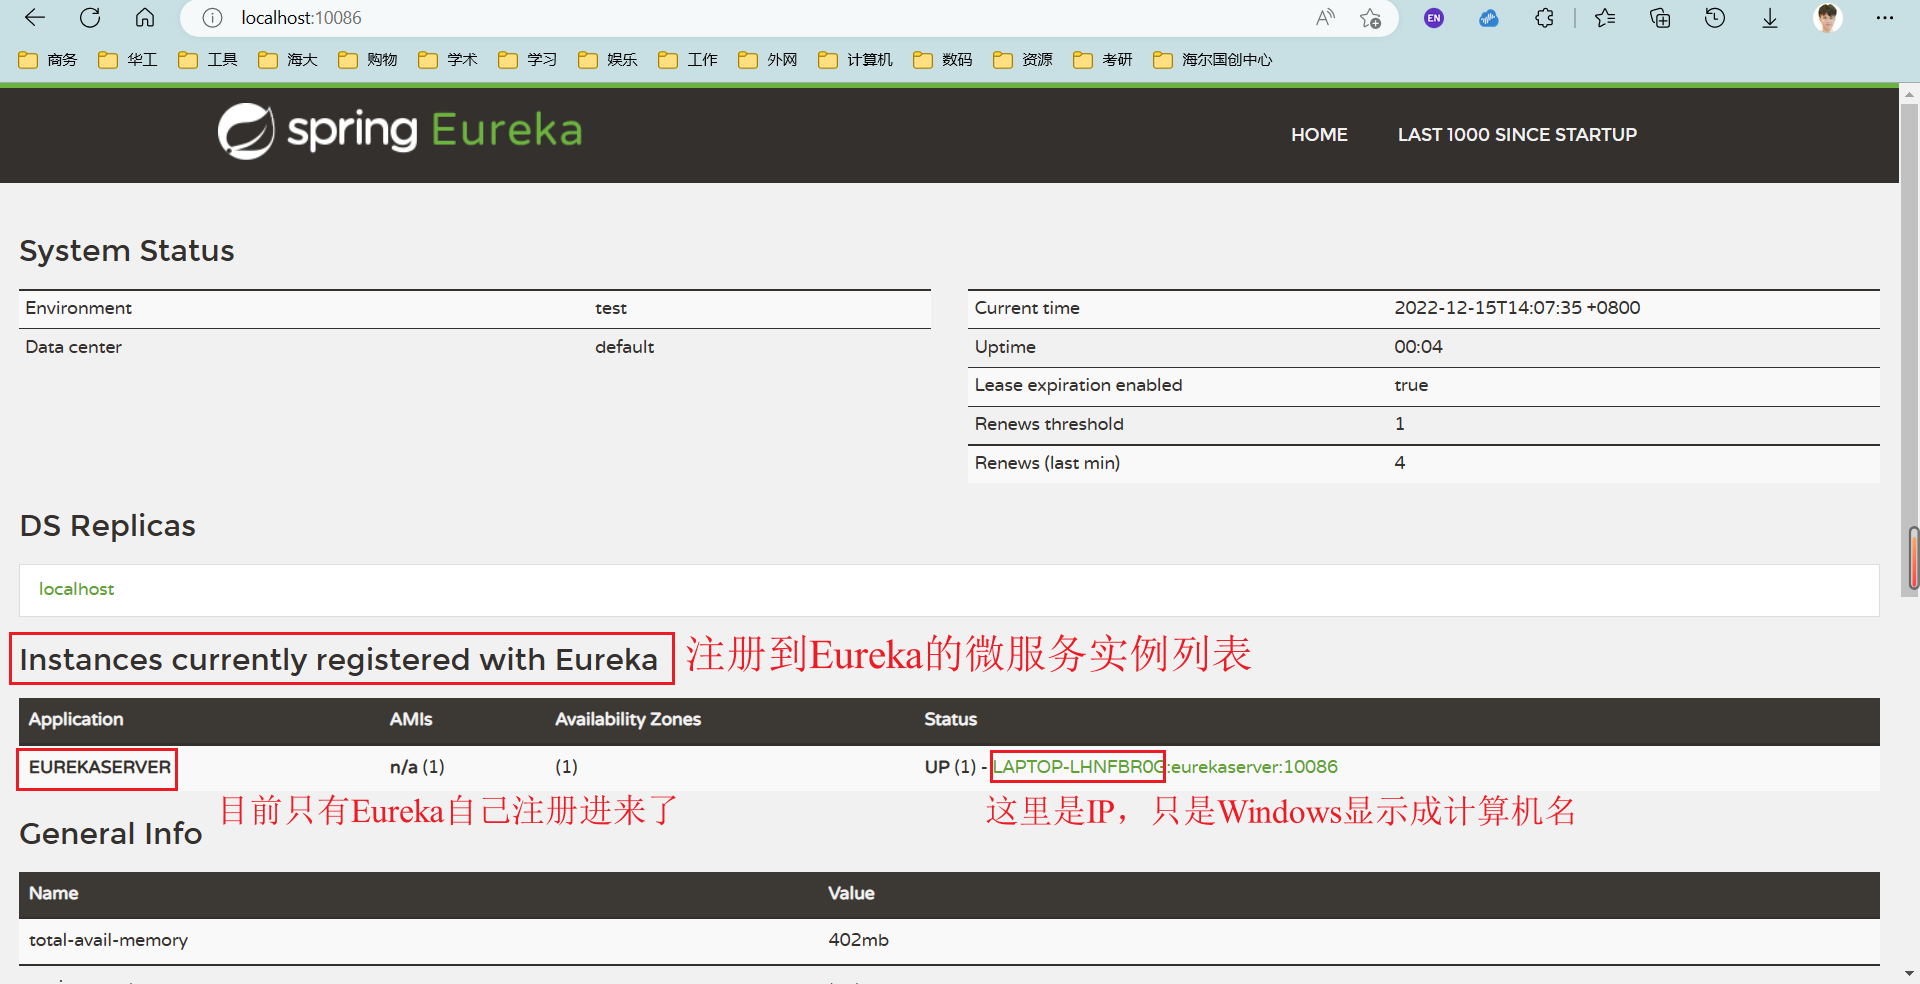 localhost:10086
EN
商务 华工 工具 海大 购物 学术 学习 娱乐 工作 外网 计算机 数码 资源 考研 海尔国创中心
spring Eureka HOME LAST 1000 SINCE STARTUP
System Status
Environment test
Data center default
Current time 2022-12-15T14:07:35 +0800
Uptime 00:04
Lease expiration enabled true
Renews threshold 1
Renews (last min) 4
DS Replicas
localhost
Instances currently registered with Eureka 注册到Eureka的微服务实例列表
Application AMIs Availability Zones Status
EUREKASERVER n/a (1) (1) UP (1) - LAPTOP-LHNFBR0G:eurekaserver:10086
目前只有Eureka自己注册进来了 这里是IP，只是Windows显示成计算机名
General Info
Name Value
total-avail-memory 402mb